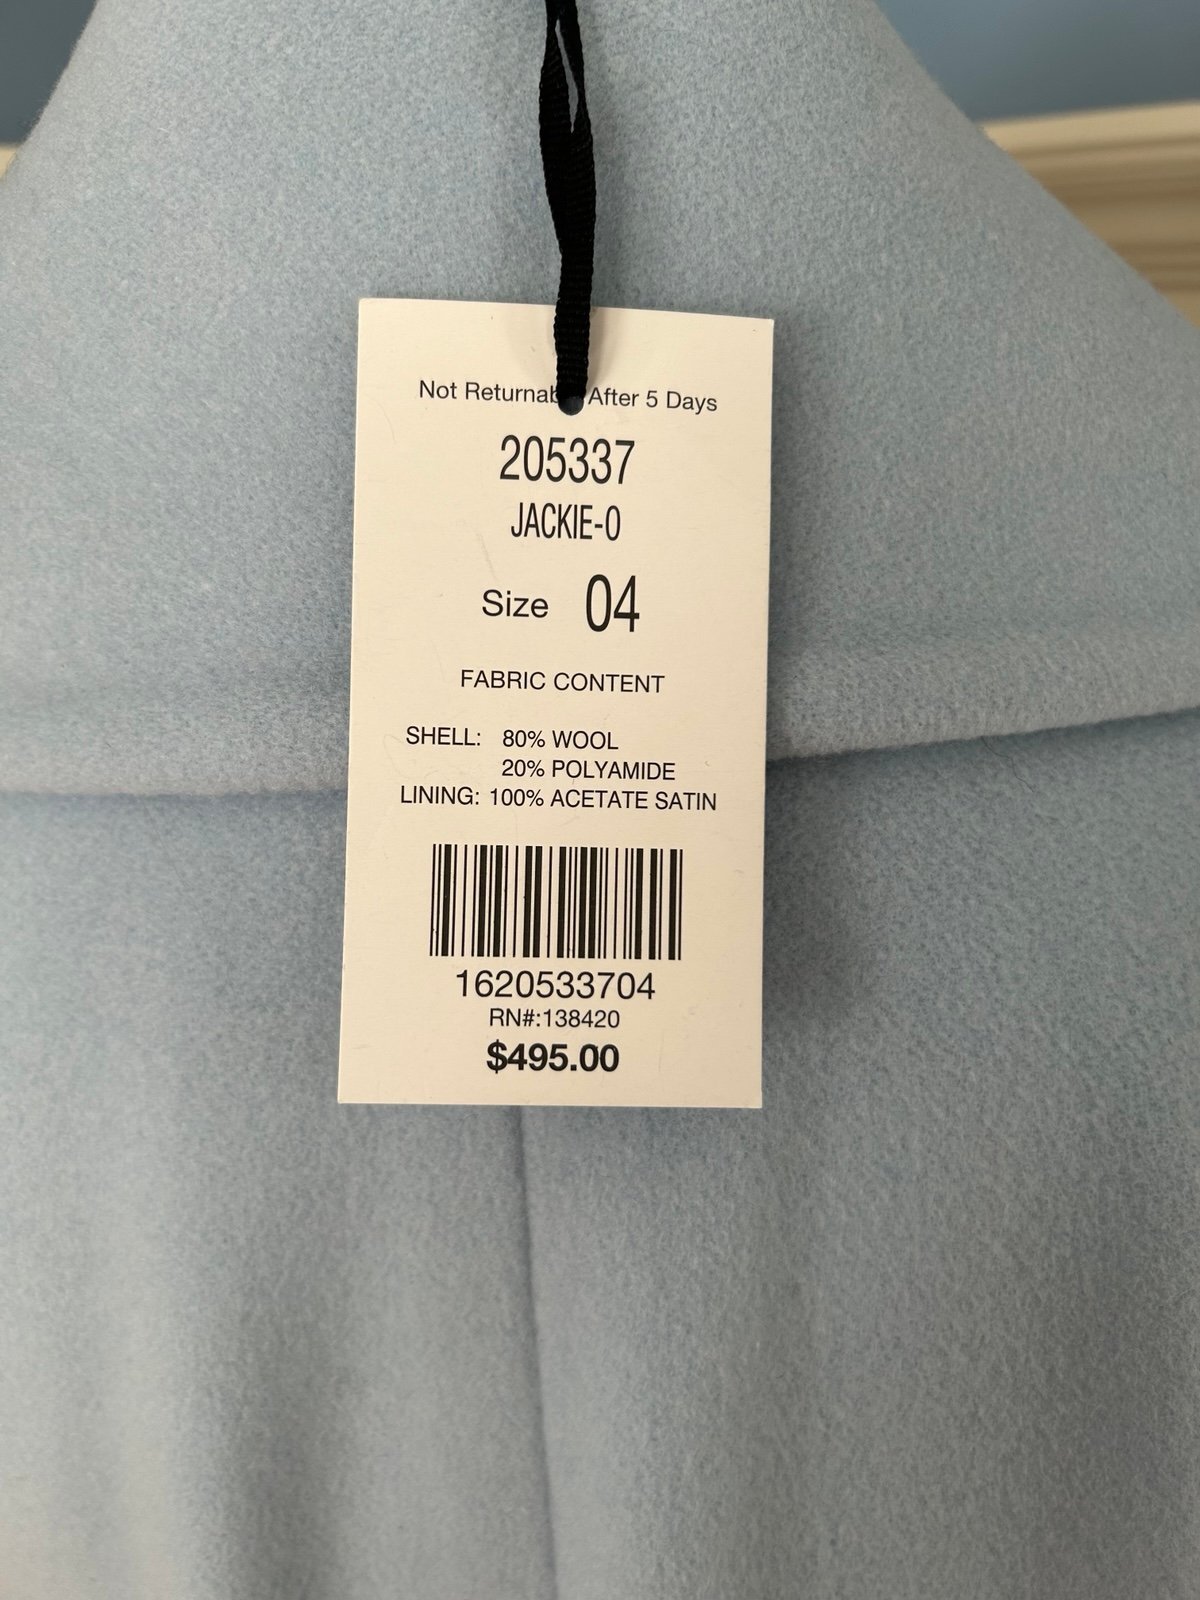 Not Returnab After 5 Days
205337
JACKIE-O
Size 04
FABRIC CONTENT
SHELL: 80% WOOL
20% POLYAMIDE
LINING: 100% ACETATE SATIN
1620533704
RN#:138420
$495.00